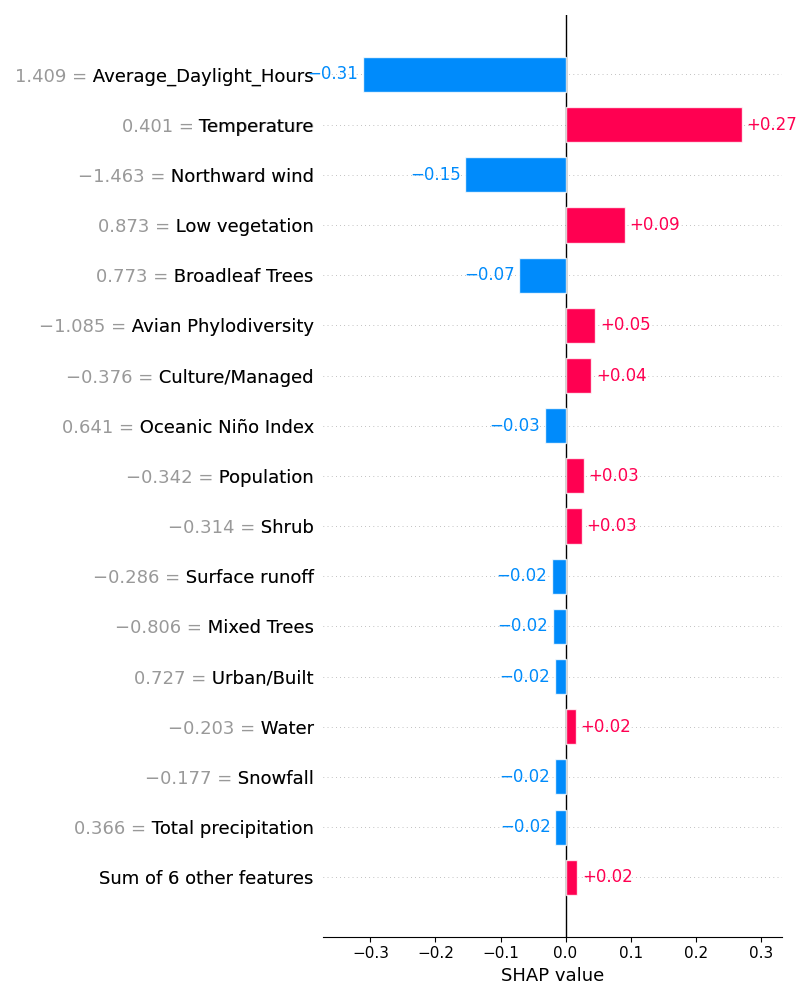 1.409 = Average_Daylight_Hours −0.31
0.401 = Temperature +0.27
−1.463 = Northward wind −0.15
0.873 = Low vegetation +0.09
0.773 = Broadleaf Trees −0.07
−1.085 = Avian Phylodiversity +0.05
−0.376 = Culture/Managed +0.04
0.641 = Oceanic Niño Index −0.03
−0.342 = Population +0.03
−0.314 = Shrub +0.03
−0.286 = Surface runoff −0.02
−0.806 = Mixed Trees −0.02
0.727 = Urban/Built −0.02
−0.203 = Water +0.02
−0.177 = Snowfall −0.02
0.366 = Total precipitation −0.02
Sum of 6 other features +0.02
−0.3 −0.2 −0.1 0.0 0.1 0.2 0.3
SHAP value